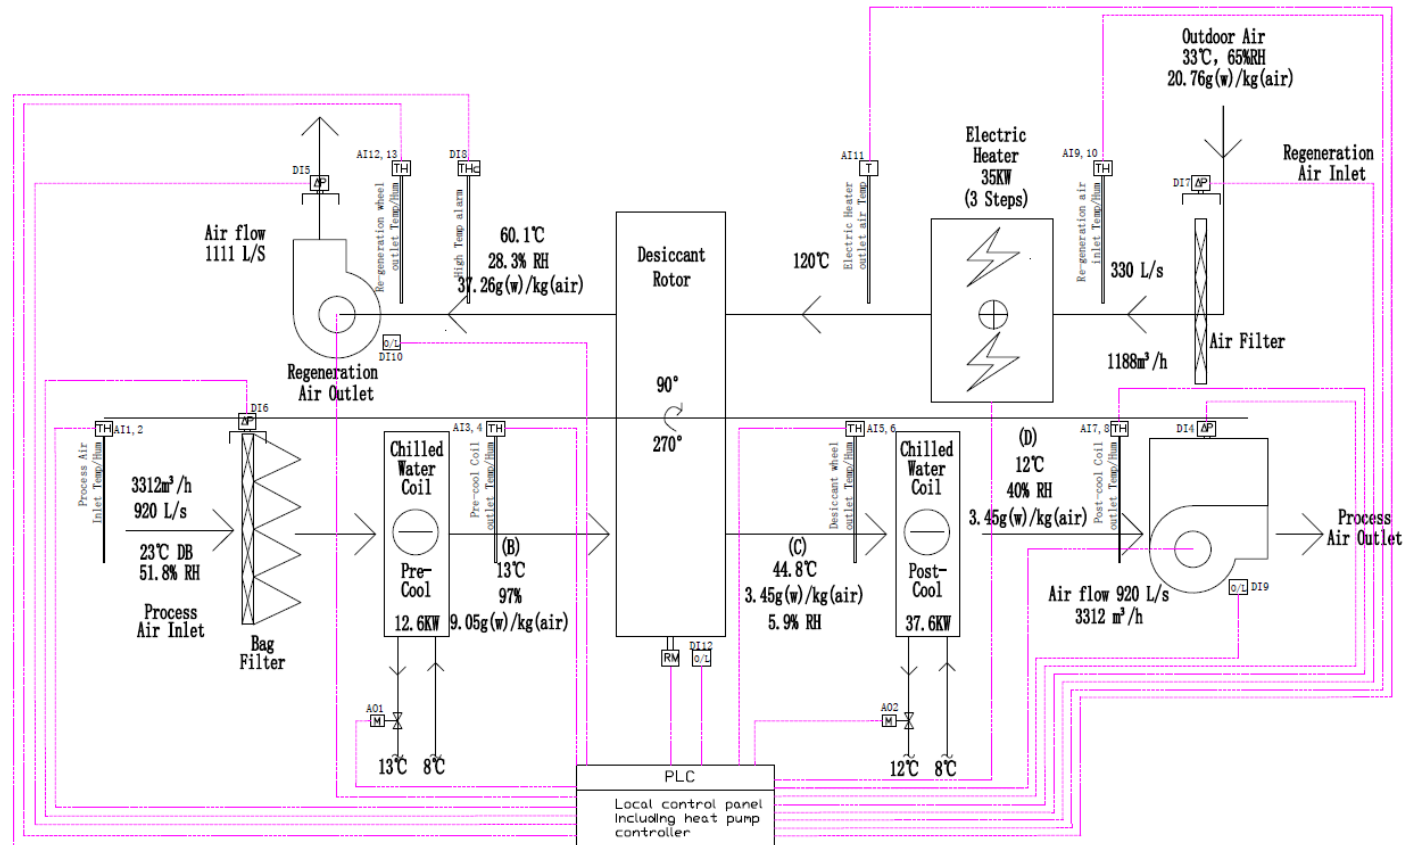 Outdoor Air
33℃, 65%RH
20.76g(w)/kg(air)
Electric
Heater
35KW
(3 Steps)
Regeneration
Air Inlet
AI12,13
TH
Re-generation wheel
outlet Temp/Hum
DI8
THc
High Temp alarm
DI5
ΔP
AI11
T
Electric Heater
outlet air Temp
AI9,10
TH
Re-generation air
inlet Temp/Hum
DI7
ΔP
Air flow
1111 L/S
60.1℃
28.3% RH
37.26g(w)/kg(air)
Desiccant
Rotor
120℃
330 L/s
1188m³/h
Air Filter
O/L
DI10
Regeneration
Air Outlet
90°
270°
TH
AI1,2
Process Air
Inlet Temp/Hum
DI6
ΔP
3312m³/h
920 L/s
23℃ DB
51.8% RH
Process
Air Inlet
Bag
Filter
Chilled
Water
Coil
Pre-
Cool
12.6KW
AI3,4
TH
Pre-cool Coil
outlet Temp/Hum
(B)
13℃
97%
9.05g(w)/kg(air)
TH
AI5,6
Desiccant wheel
outlet Temp/Hum
(C)
44.8℃
3.45g(w)/kg(air)
5.9% RH
Chilled
Water
Coil
Post-
Cool
37.6KW
(D)
12℃
40% RH
3.45g(w)/kg(air)
AI7,8
TH
Post-cool Coil
outlet Temp/Hum
DI4
ΔP
Process
Air Outlet
Air flow 920 L/s
3312 m³/h
O/L
DI9
RM
DI12
O/L
AO1
M
13℃
8℃
AO2
M
12℃
8℃
PLC
Local control panel
Including heat pump
controller